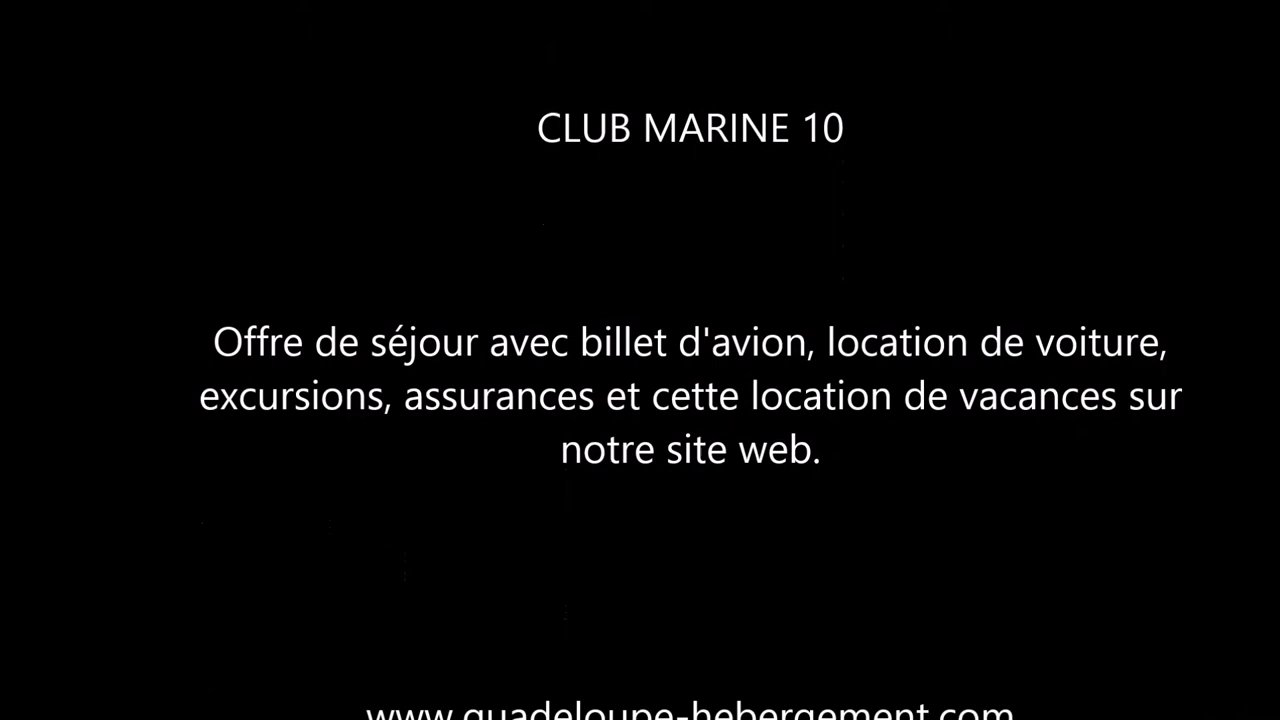 CLUB MARINE 10
Offre de séjour avec billet d'avion, location de voiture,
excursions, assurances et cette location de vacances sur
notre site web.
www.guadeloupe-hebergement.com